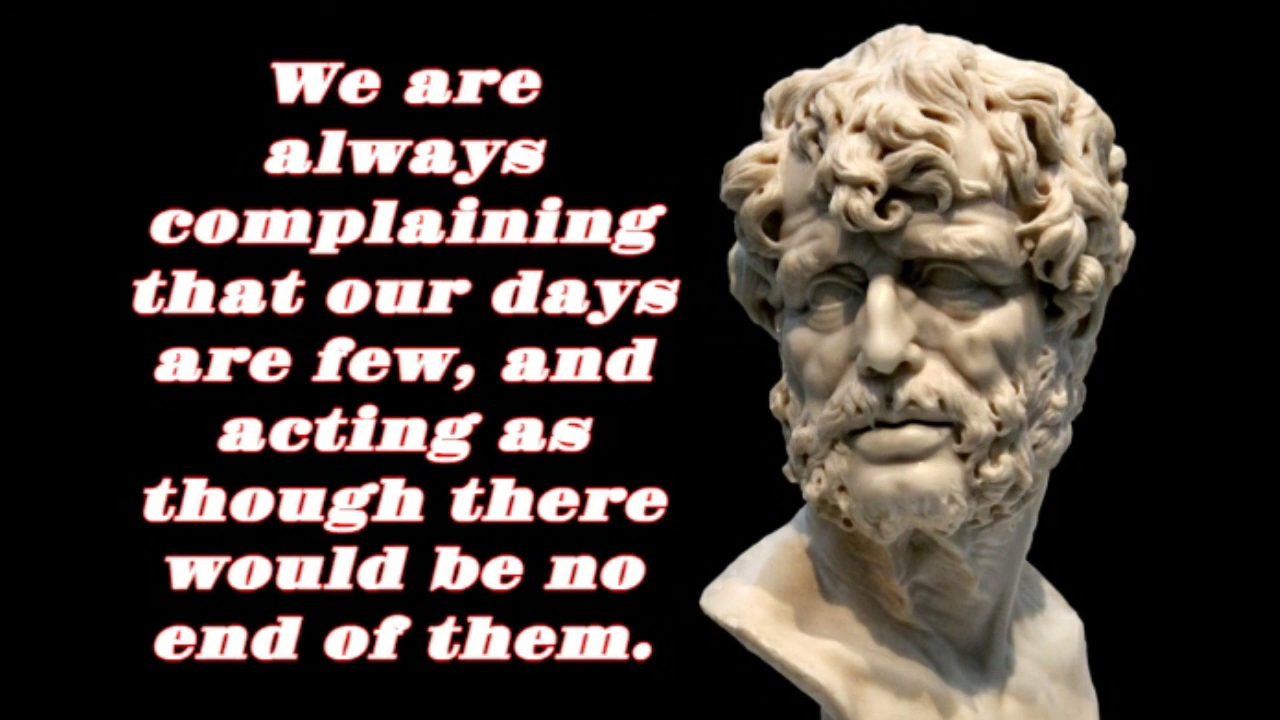 We are
always
complaining
that our days
are few, and
acting as
though there
would be no
end of them.